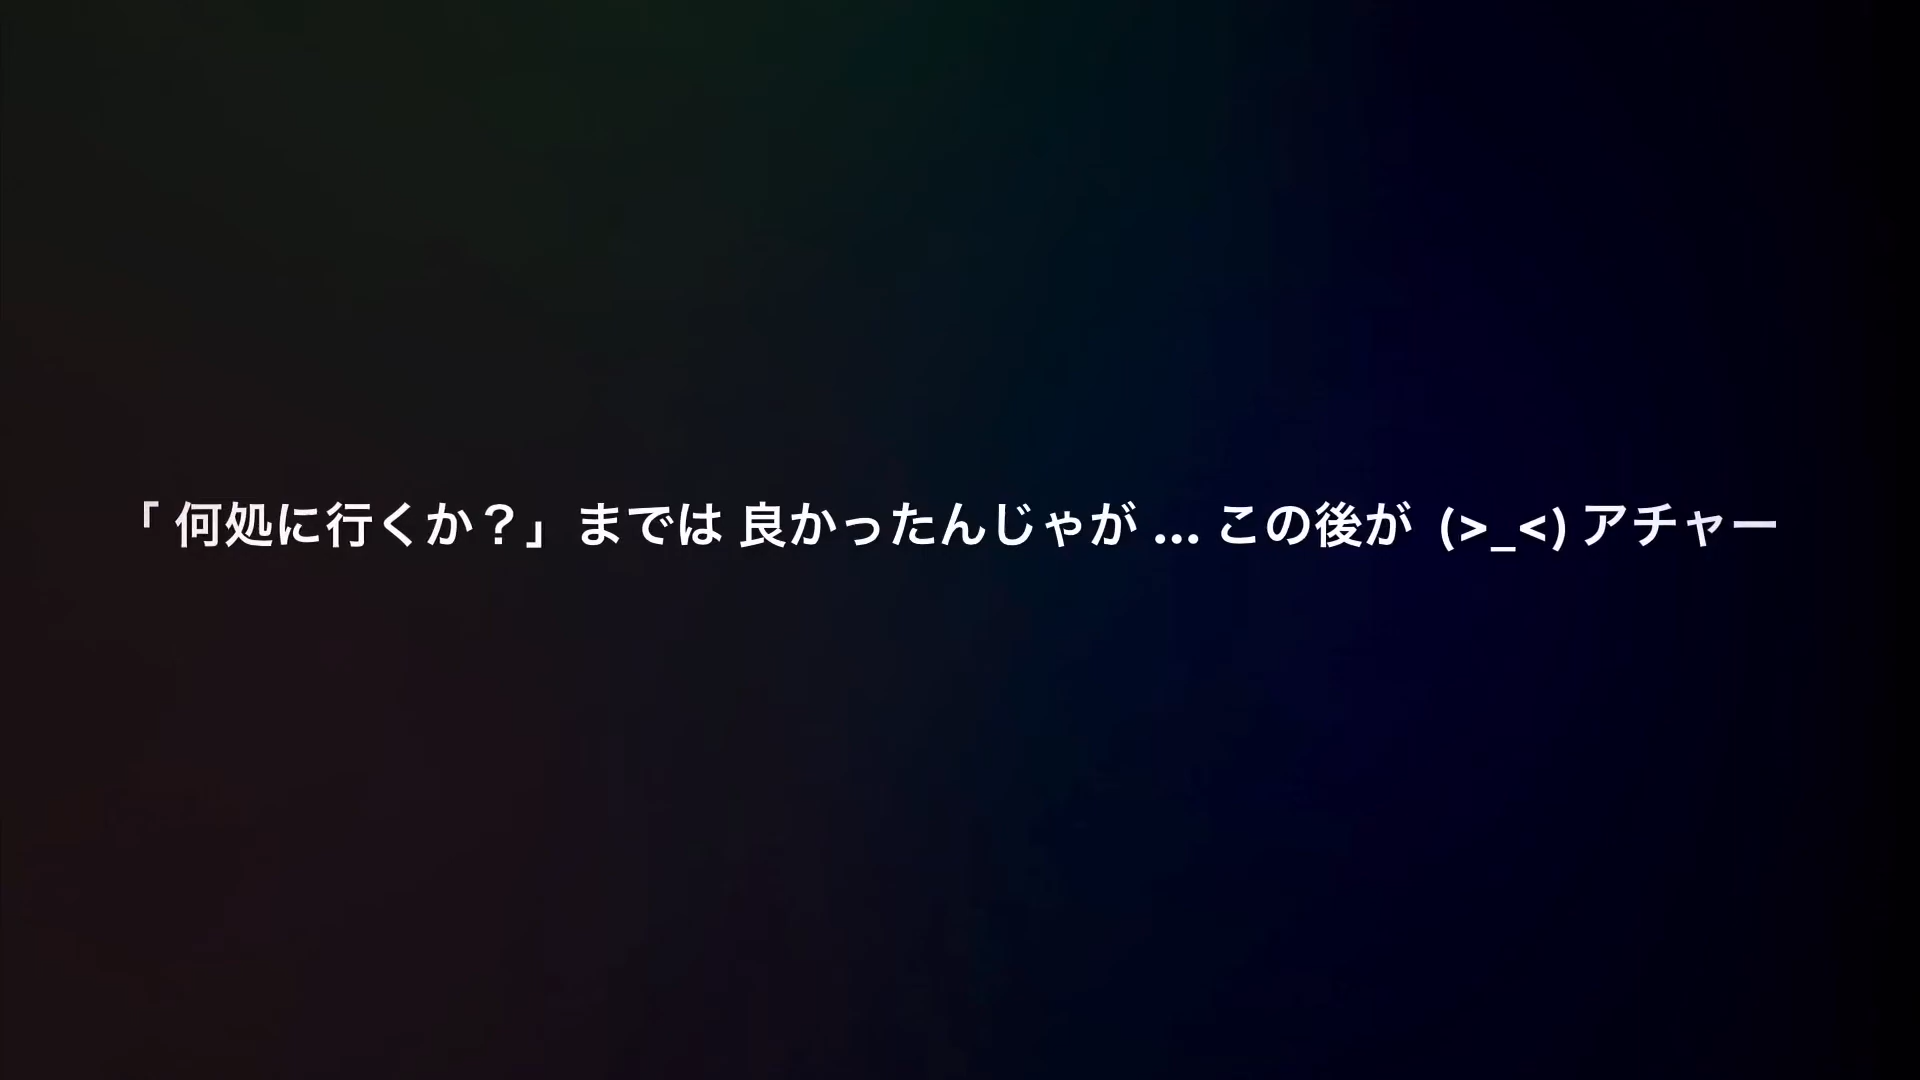 「 何処に行くか？」までは 良かったんじゃが ... この後が (>_<) アチャー